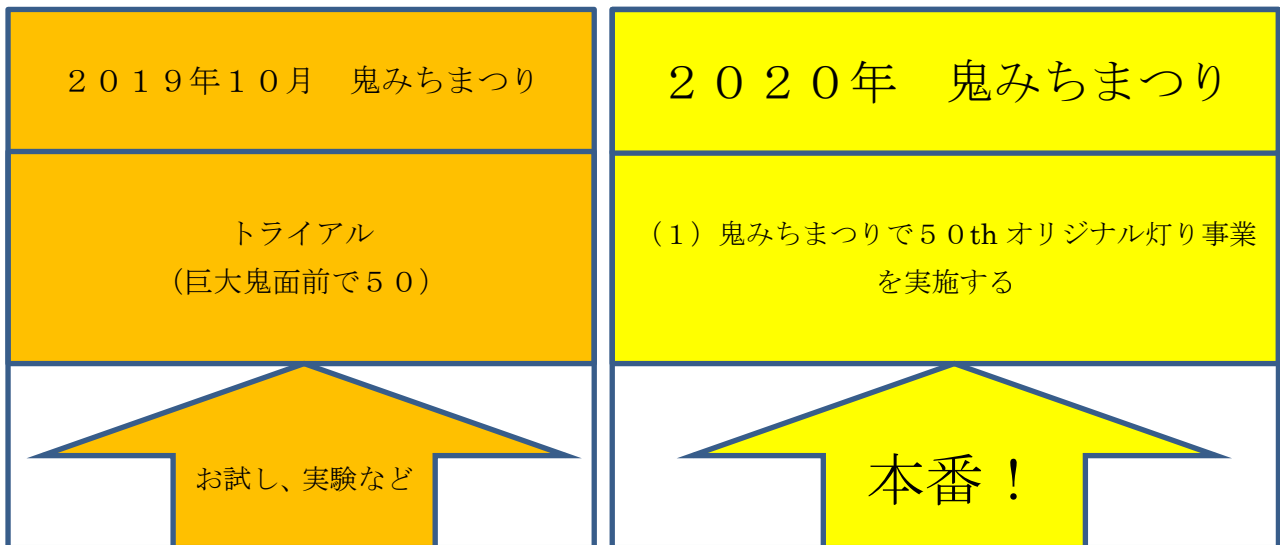 ２０１９年１０月　鬼みちまつり
トライアル
（巨大鬼面前で５０）
お試し、実験など
２０２０年　鬼みちまつり
（１）鬼みちまつりで５０th オリジナル灯り事業
を実施する
本番！